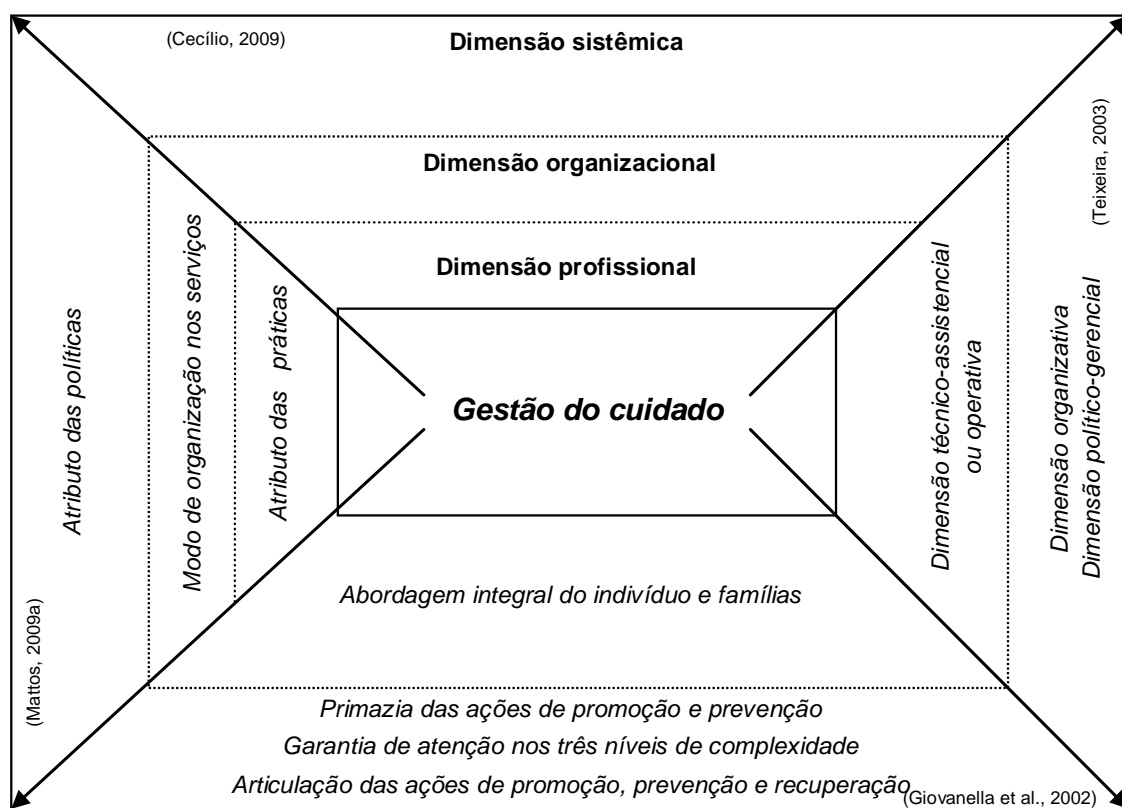 (Cecílio, 2009)
Dimensão sistêmica
(Teixeira, 2003)
Dimensão organizacional
Dimensão profissional
Atributo das políticas
Modo de organização nos serviços
Atributo das práticas
Gestão do cuidado
Dimensão técnico-assistencial
ou operativa
Dimensão organizativa
Dimensão político-gerencial
(Mattos, 2009a)
Abordagem integral do indivíduo e famílias
Primazia das ações de promoção e prevenção
Garantia de atenção nos três níveis de complexidade
Articulação das ações de promoção, prevenção e recuperação
(Giovanella et al., 2002)